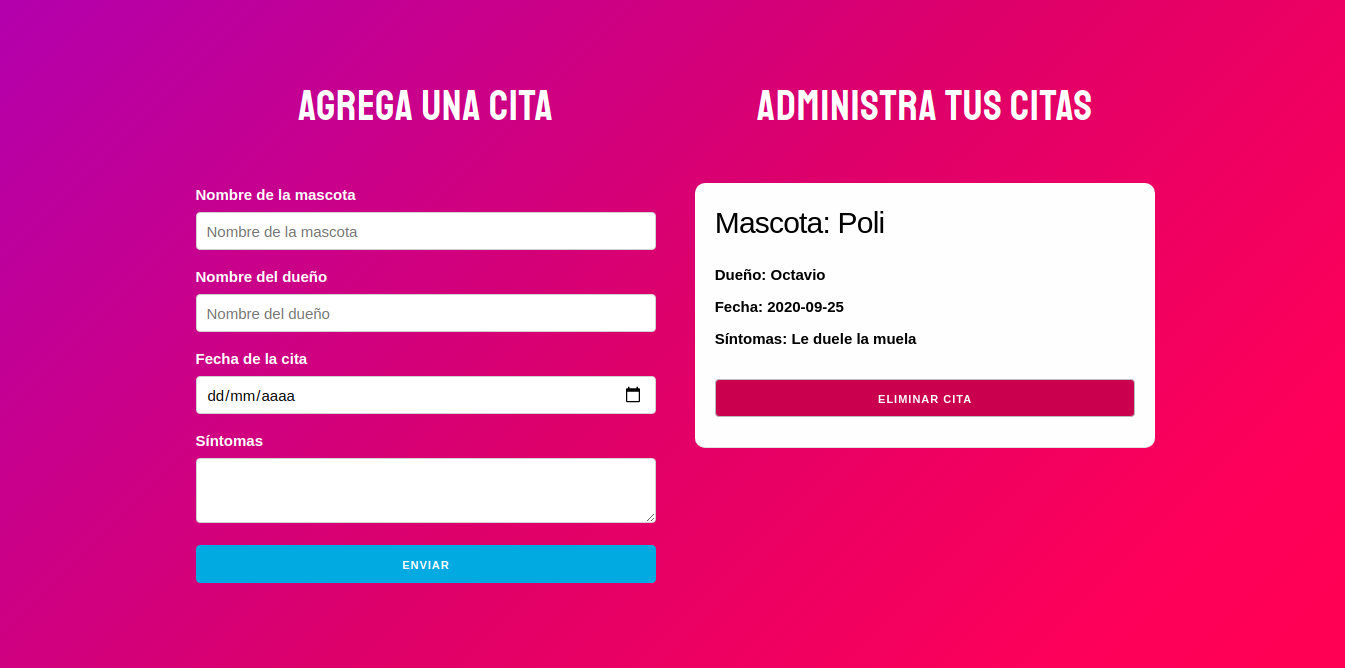 AGREGA UNA CITA
Nombre de la mascota
Nombre de la mascota
Nombre del dueño
Nombre del dueño
Fecha de la cita
dd/mm/aaaa
Síntomas
ENVIAR
ADMINISTRA TUS CITAS
Mascota: Poli
Dueño: Octavio
Fecha: 2020-09-25
Síntomas: Le duele la muela
ELIMINAR CITA